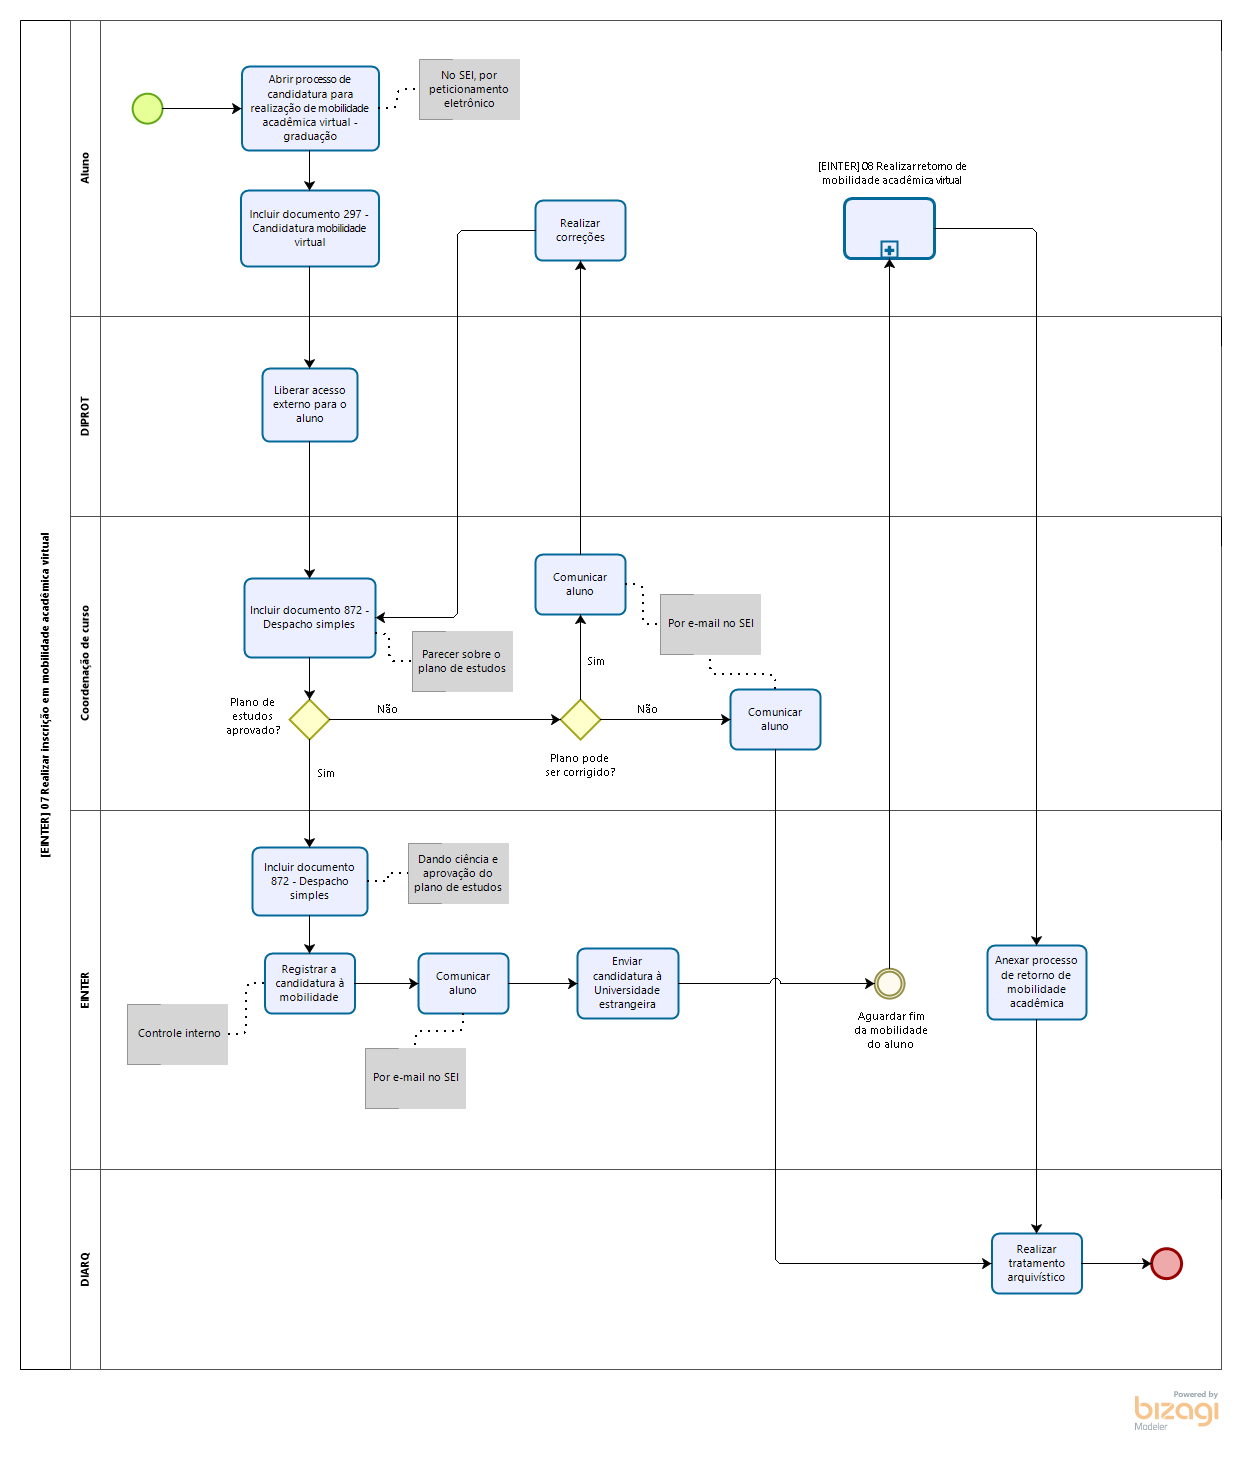 [EINTER] 07 Realizar inscrição em mobilidade acadêmica virtual
Aluno
Abrir processo de
candidatura para
realização de mobilidade
acadêmica virtual -
graduação
No SEI, por
peticionamento
eletrônico
Incluir documento 297 -
Candidatura mobilidade
virtual
Realizar
correções
[EINTER] 08 Realizar retorno de
mobilidade acadêmica virtual
DIPROT
Liberar acesso
externo para o
aluno
Coordenação de curso
Incluir documento 872 -
Despacho simples
Parecer sobre o
plano de estudos
Comunicar
aluno
Por e-mail no SEI
Plano de
estudos
aprovado?
Não
Sim
Sim
Plano pode
ser corrigido?
Não
Comunicar
aluno
EINTER
Incluir documento
872 - Despacho
simples
Dando ciência e
aprovação do
plano de estudos
Registrar a
candidatura à
mobilidade
Controle interno
Comunicar
aluno
Por e-mail no SEI
Enviar
candidatura à
Universidade
estrangeira
Aguardar fim
da mobilidade
do aluno
Anexar processo
de retorno de
mobilidade
acadêmica
DIARQ
Realizar
tratamento
arquivístico
Powered by
bizagi
Modeler